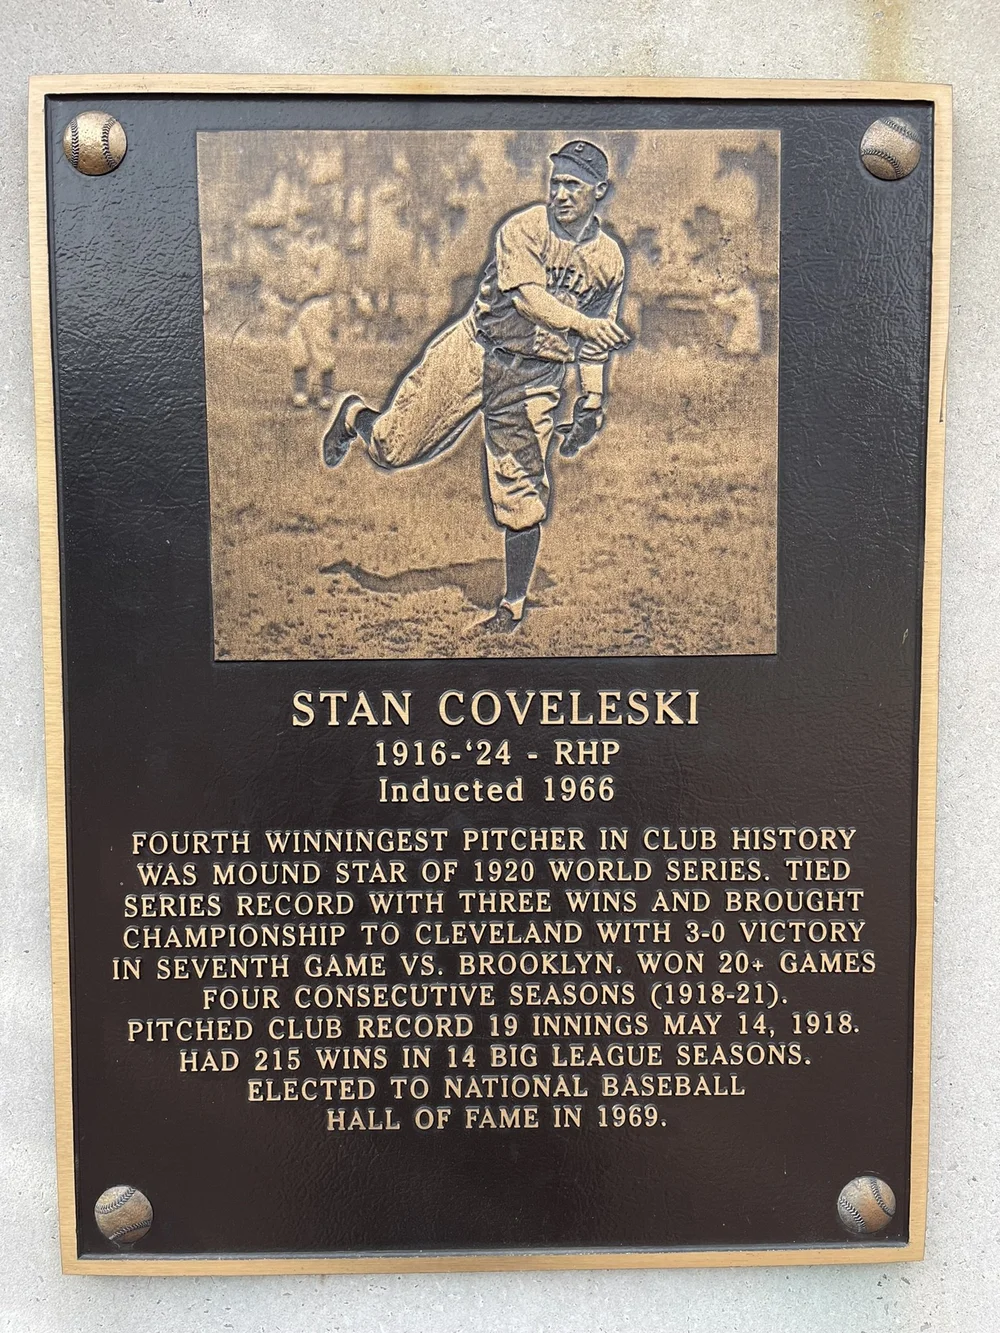 C
VEL
STAN COVELESKI
1916-‘24 - RHP
Inducted 1966
FOURTH WINNINGEST PITCHER IN CLUB HISTORY
WAS MOUND STAR OF 1920 WORLD SERIES. TIED
SERIES RECORD WITH THREE WINS AND BROUGHT
CHAMPIONSHIP TO CLEVELAND WITH 3-0 VICTORY
IN SEVENTH GAME VS. BROOKLYN. WON 20+ GAMES
FOUR CONSECUTIVE SEASONS (1918-21).
PITCHED CLUB RECORD 19 INNINGS MAY 14, 1918.
HAD 215 WINS IN 14 BIG LEAGUE SEASONS.
ELECTED TO NATIONAL BASEBALL
HALL OF FAME IN 1969.